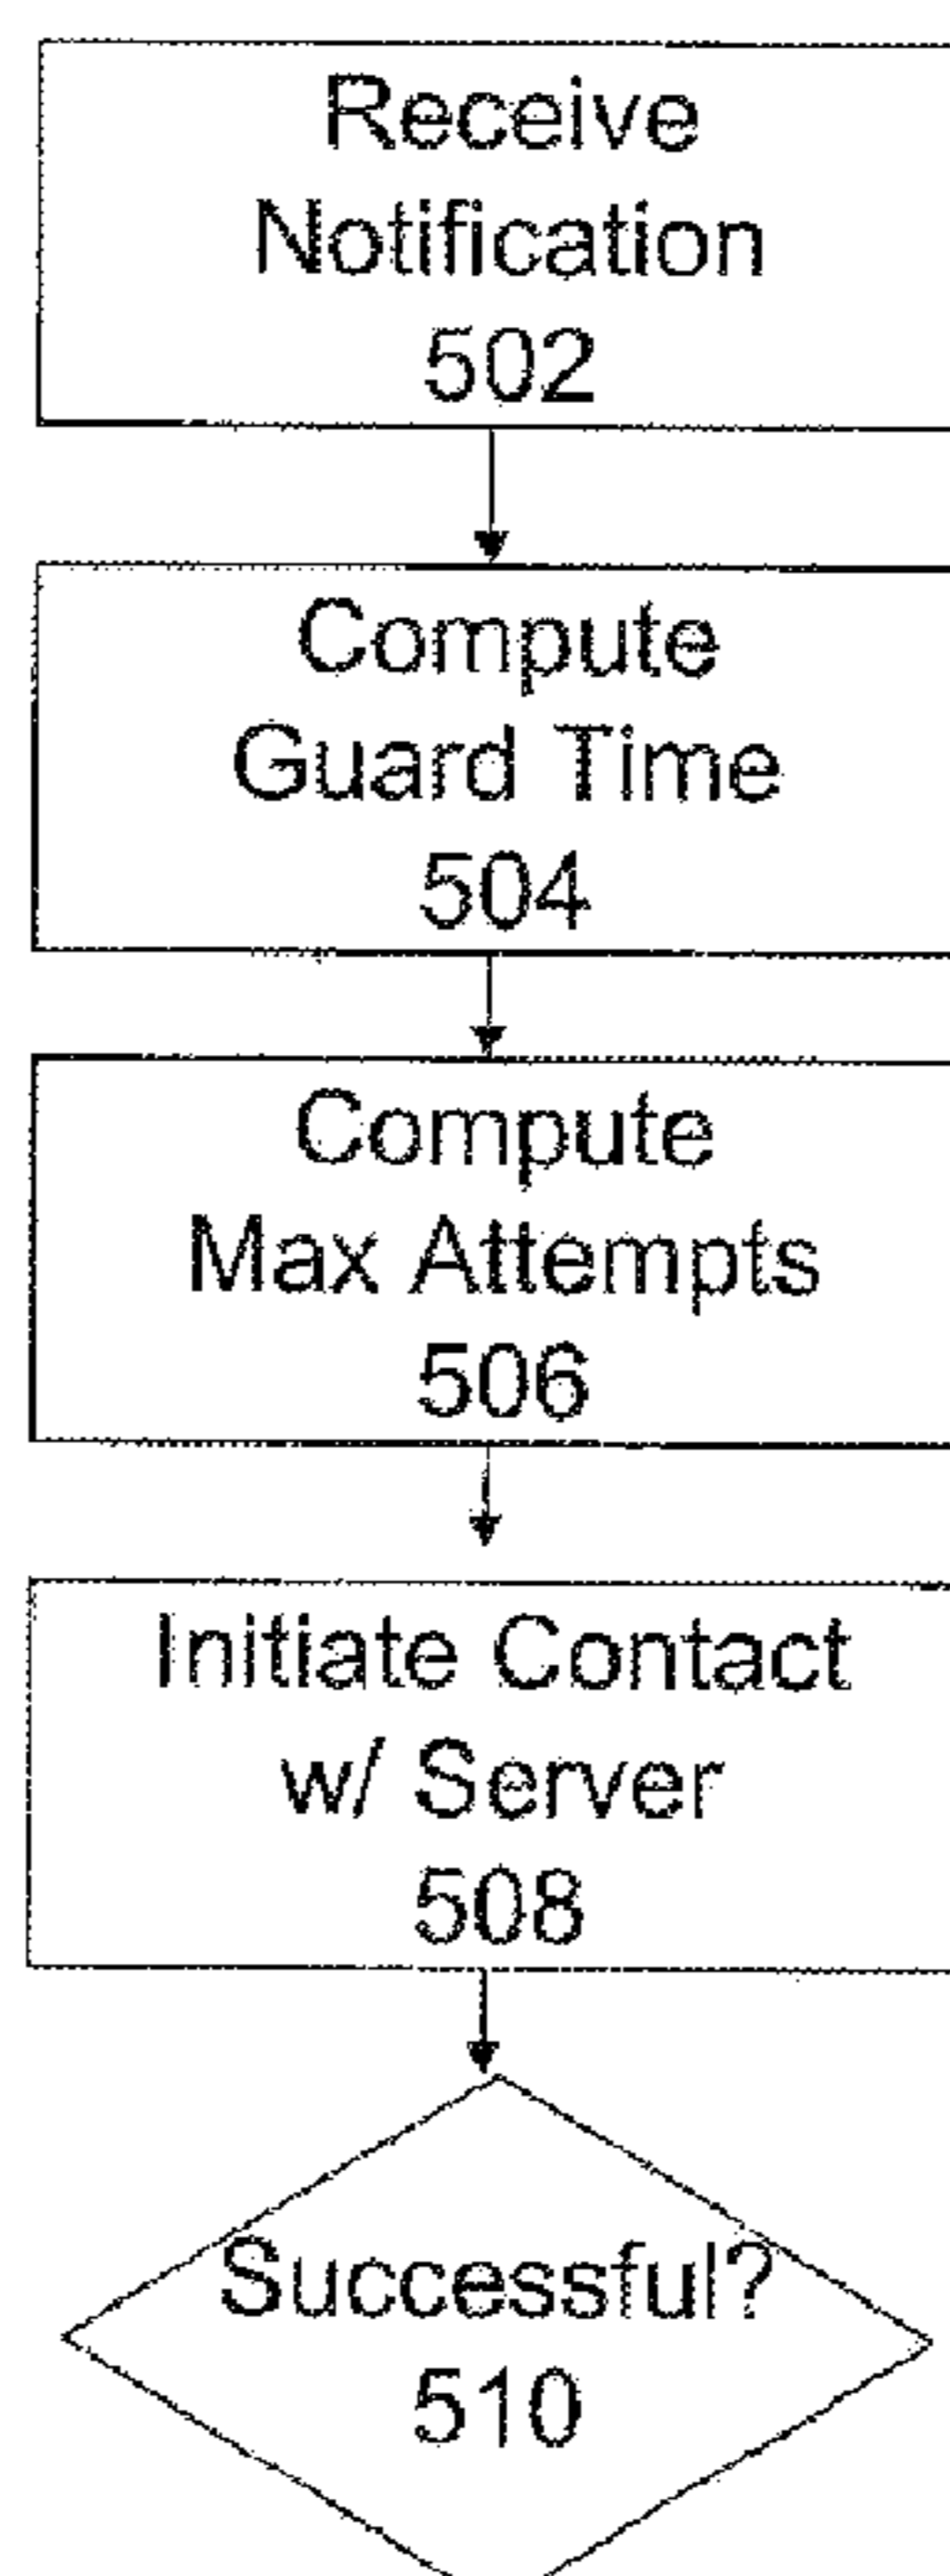 Receive
Notification
502
Compute
Guard Time
504
Compute
Max Attempts
506
Initiate Contact
w/ Server
508
Successful?
510